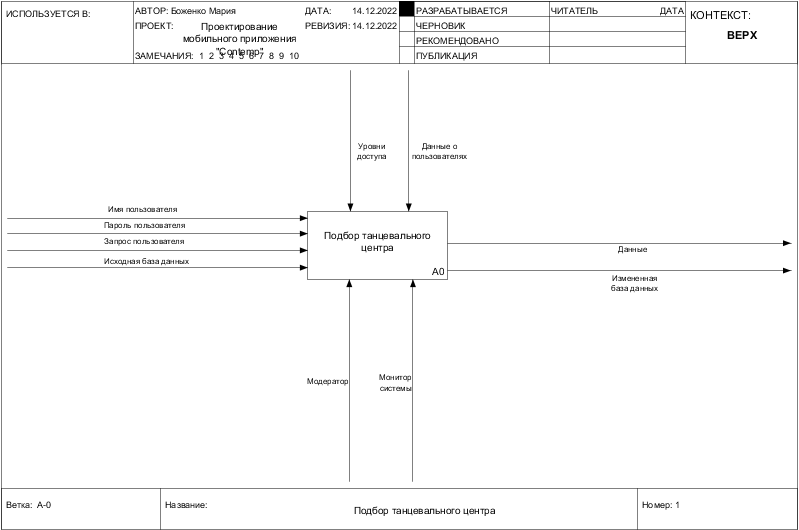 ИСПОЛЬЗУЕТСЯ В:
АВТОР: Боженко Мария
ДАТА: 14.12.2022
ПРОЕКТ: Проектирование
мобильного приложения
"Contemp"
РЕВИЗИЯ: 14.12.2022
ЗАМЕЧАНИЯ: 1 2 3 4 5 6 7 8 9 10
РАЗРАБАТЫВАЕТСЯ
ЧЕРНОВИК
РЕКОМЕНДОВАНО
ПУБЛИКАЦИЯ
ЧИТАТЕЛЬ ДАТА
КОНТЕКСТ:
ВЕРХ
Уровни
доступа
Данные о
пользователях
Имя пользователя
Пароль пользователя
Запрос пользователя
Исходная база данных
Подбор танцевального
центра
A0
Данные
Измененная
база данных
Модератор
Монитор
системы
Ветка: A-0
Название:
Подбор танцевального центра
Номер: 1